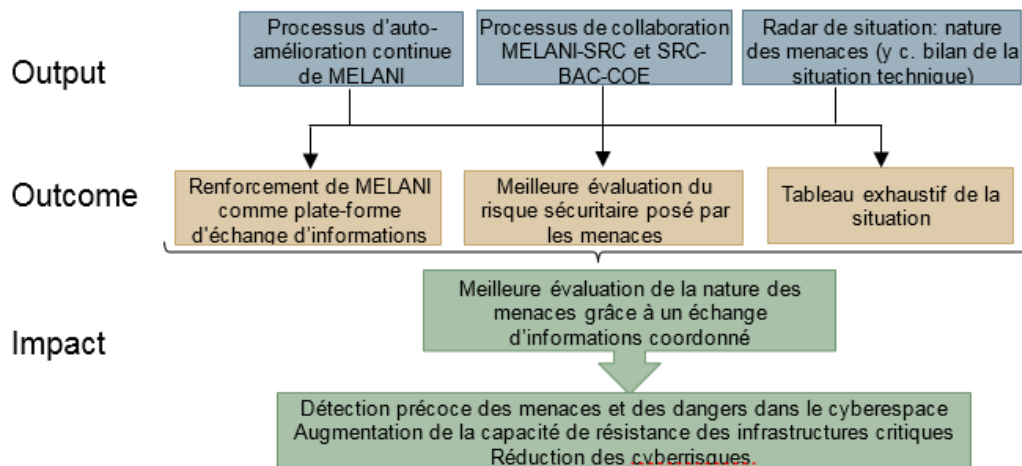 Output
Processus d'auto-
amélioration continue
de MELANI
Processus de collaboration
MELANI-SRC et SRC-
BAC-COE
Radar de situation: nature
des menaces (y c. bilan de la
situation technique)
Outcome
Renforcement de MELANI
comme plate-forme
d'échange d'informations
Meilleure évaluation du
risque sécuritaire posé par
les menaces
Tableau exhaustif de la
situation
Impact
Meilleure évaluation de la nature des
menaces grâce à un échange
d'informations coordonné
Détection précoce des menaces et des dangers dans le cyberespace
Augmentation de la capacité de résistance des infrastructures critiques
Réduction des cyberrisques